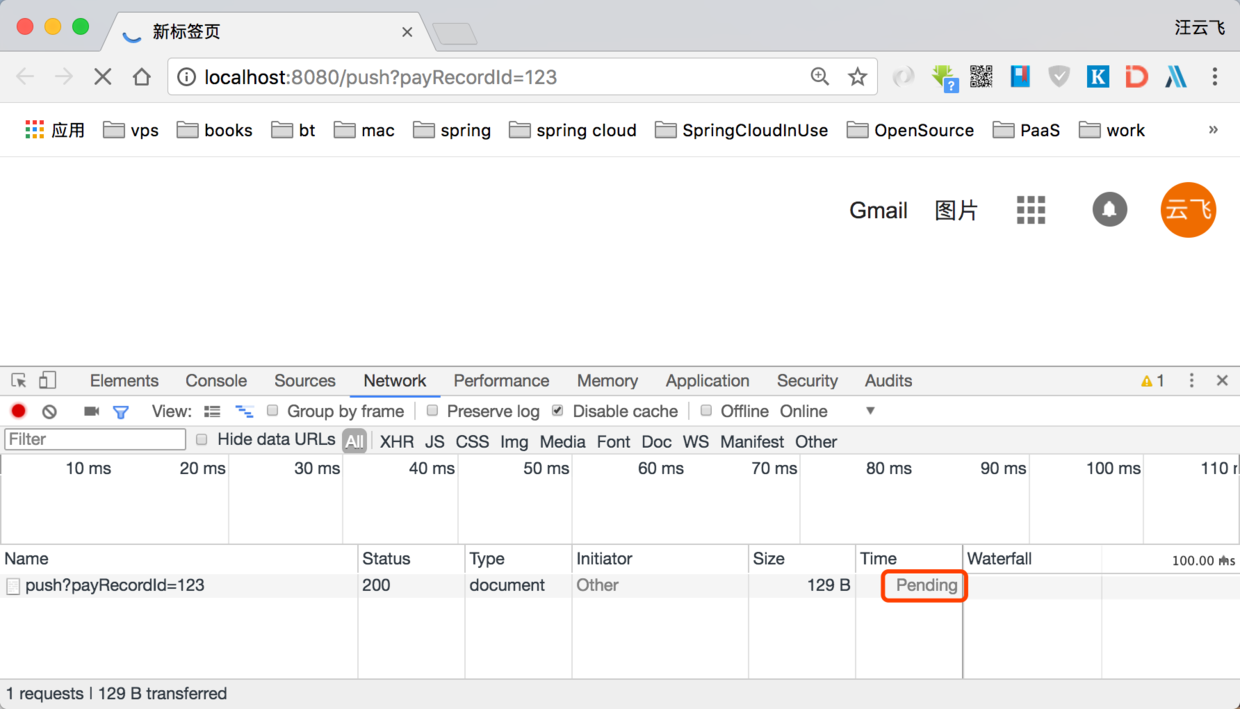 新标签页
汪云飞
localhost:8080/push?payRecordId=123
K
应用 vps books bt mac spring spring cloud SpringCloudInUse OpenSource PaaS work »
Gmail 图片 云飞
Elements Console Sources Network Performance Memory Application Security Audits 1
View: Group by frame Preserve log Disable cache Offline Online
Filter Hide data URLs All XHR JS CSS Img Media Font Doc WS Manifest Other
10 ms 20 ms 30 ms 40 ms 50 ms 60 ms 70 ms 80 ms 90 ms 100 ms 110
Name Status Type Initiator Size Time Waterfall 100.00 ms
push?payRecordId=123 200 document Other 129 B Pending
1 requests | 129 B transferred